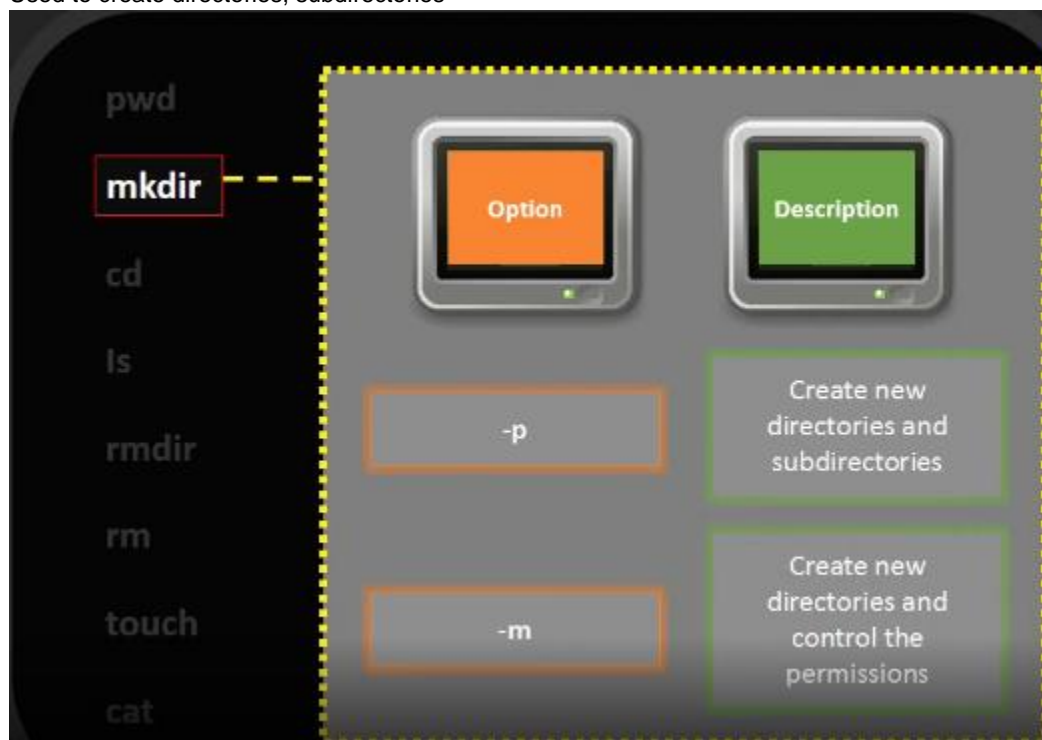 Used to create directories, subdirectories
pwd
mkdir
cd
ls
rmdir
rm
touch
cat
Option
Description
-p
Create new
directories and
subdirectories
-m
Create new
directories and
control the
permissions